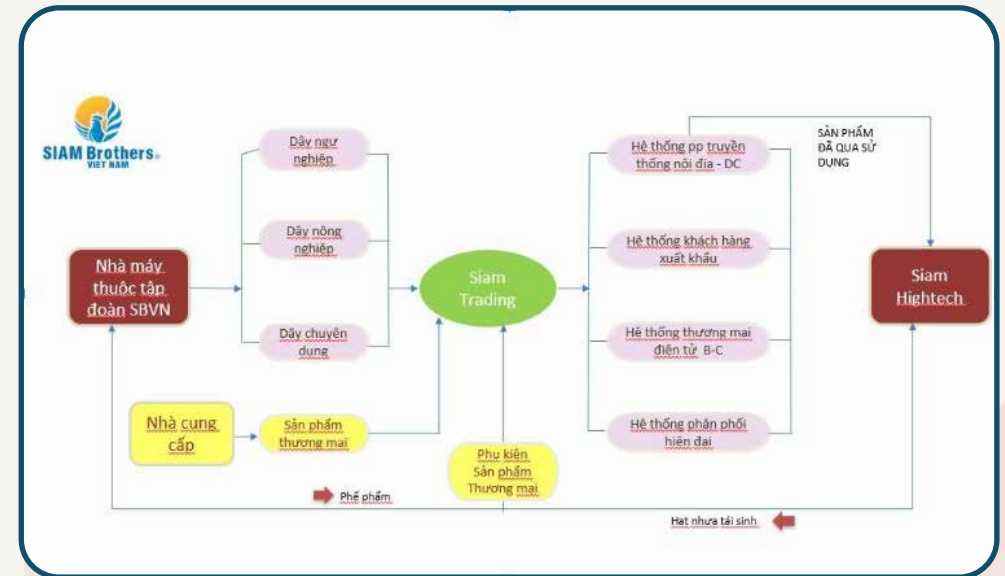 SIAM Brothers
VIET NAM
Dây ngư
nghiệp
Dây nông
nghiệp
Dây chuyên
dụng
Nhà máy
thuộc tập
đoàn SBVN
Nhà cung
cấp
Sản phẩm
thương mại
Siam
Trading
Phụ kiện
Sản phẩm
Thương mại
Hệ thống pp truyền
thống nôi địa - DC
Hệ thống khách hàng
xuất khẩu
Hệ thống thương mại
điện tử B-C
Hệ thống phân phối
hiện đại
SẢN PHẨM
ĐÃ QUA SỬ
DỤNG
Siam
Hightech
Phế phẩm
Hạt nhựa tái sinh